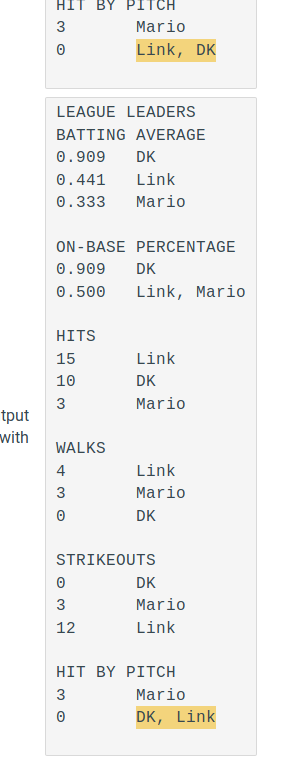 HIT BY PITCH
3 Mario
0 Link, DK
LEAGUE LEADERS
BATTING AVERAGE
0.909 DK
0.441 Link
0.333 Mario
ON-BASE PERCENTAGE
0.909 DK
0.500 Link, Mario
HITS
15 Link
10 DK
3 Mario
tput
with
WALKS
4 Link
3 Mario
0 DK
STRIKEOUTS
0 DK
3 Mario
12 Link
HIT BY PITCH
3 Mario
0 DK, Link